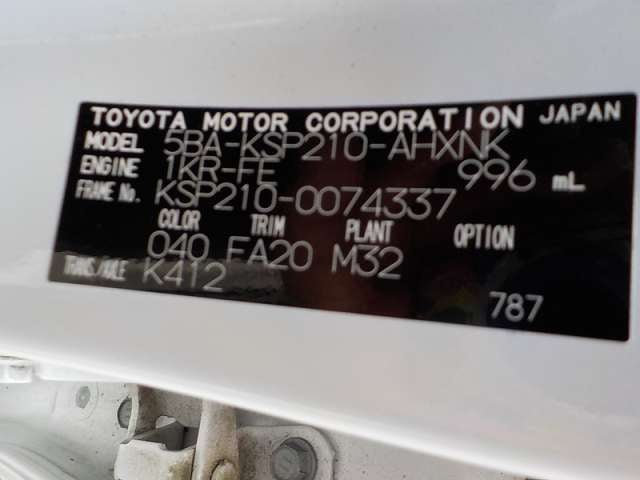 TOYOTA MOTOR CORPORATION JAPAN
MODEL 5BA-KSP210-AHXNK
ENGINE 1KR-FE 996 mL
FRAME No. KSP210-0074337
COLOR TRIM PLANT OPTION
040 EA20 M32
TRANS/AXLE K412
787